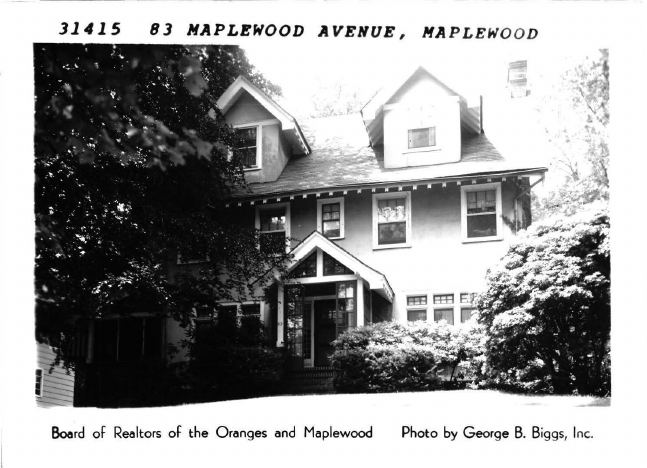 31415 83 MAPLEWOOD AVENUE, MAPLEWOOD
Board of Realtors of the Oranges and Maplewood Photo by George B. Biggs, Inc.